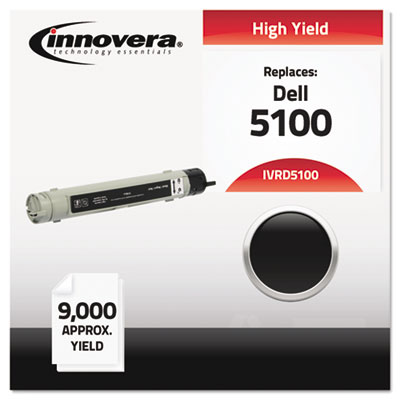 innovera®
technology essentials
High Yield
Replaces:
Dell
5100
IVRD5100
9,000
APPROX.
YIELD